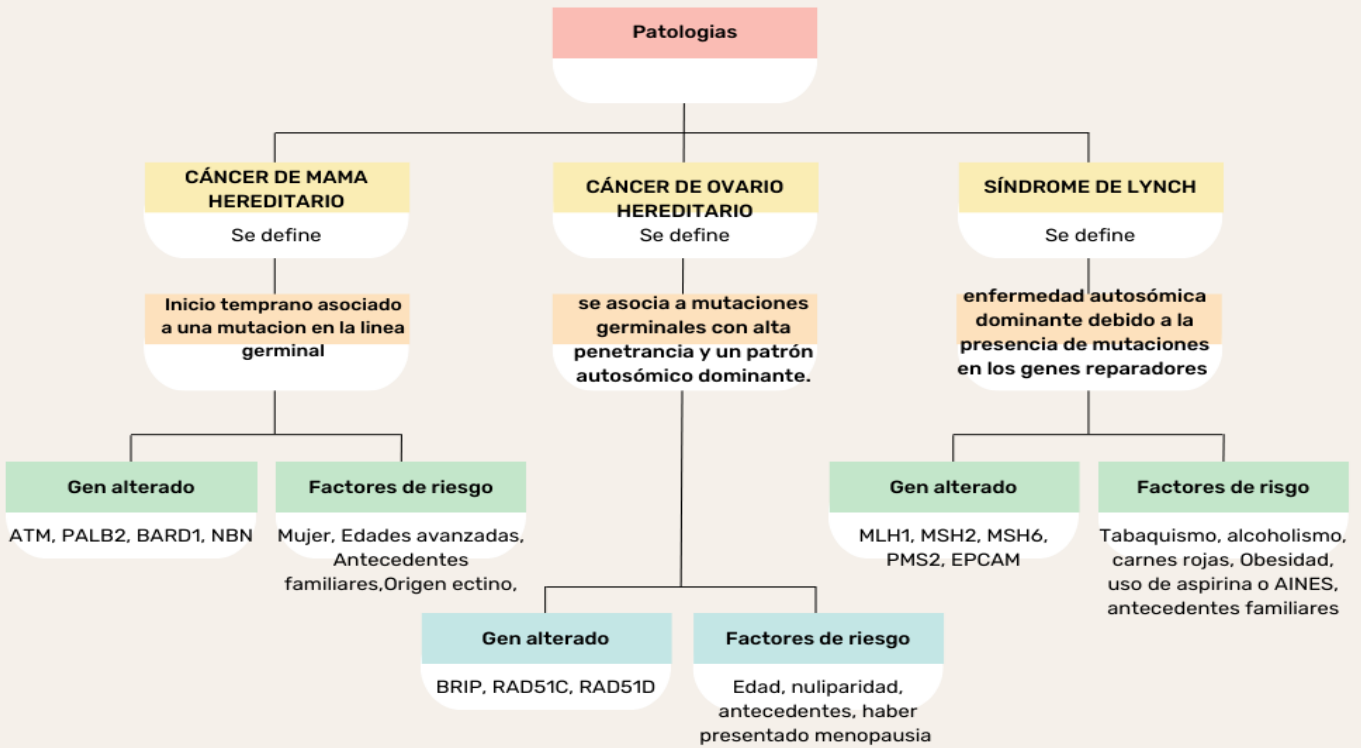 Patologias
CÁNCER DE MAMA
HEREDITARIO
Se define
Inicio temprano asociado
a una mutacion en la linea
germinal
Gen alterado
ATM, PALB2, BARD1, NBN
Factores de riesgo
Mujer, Edades avanzadas,
Antecedentes
familiares,Origen ectino,
CÁNCER DE OVARIO
HEREDITARIO
Se define
se asocia a mutaciones
germinales con alta
penetrancia y un patrón
autosómico dominante.
Gen alterado
BRIP, RAD51C, RAD51D
Factores de riesgo
Edad, nuliparidad,
antecedentes, haber
presentado menopausia
SÍNDROME DE LYNCH
Se define
enfermedad autosómica
dominante debido a la
presencia de mutaciones
en los genes reparadores
Gen alterado
MLH1, MSH2, MSH6,
PMS2, EPCAM
Factores de risgo
Tabaquismo, alcoholismo,
carnes rojas, Obesidad,
uso de aspirina o AINES,
antecedentes familiares